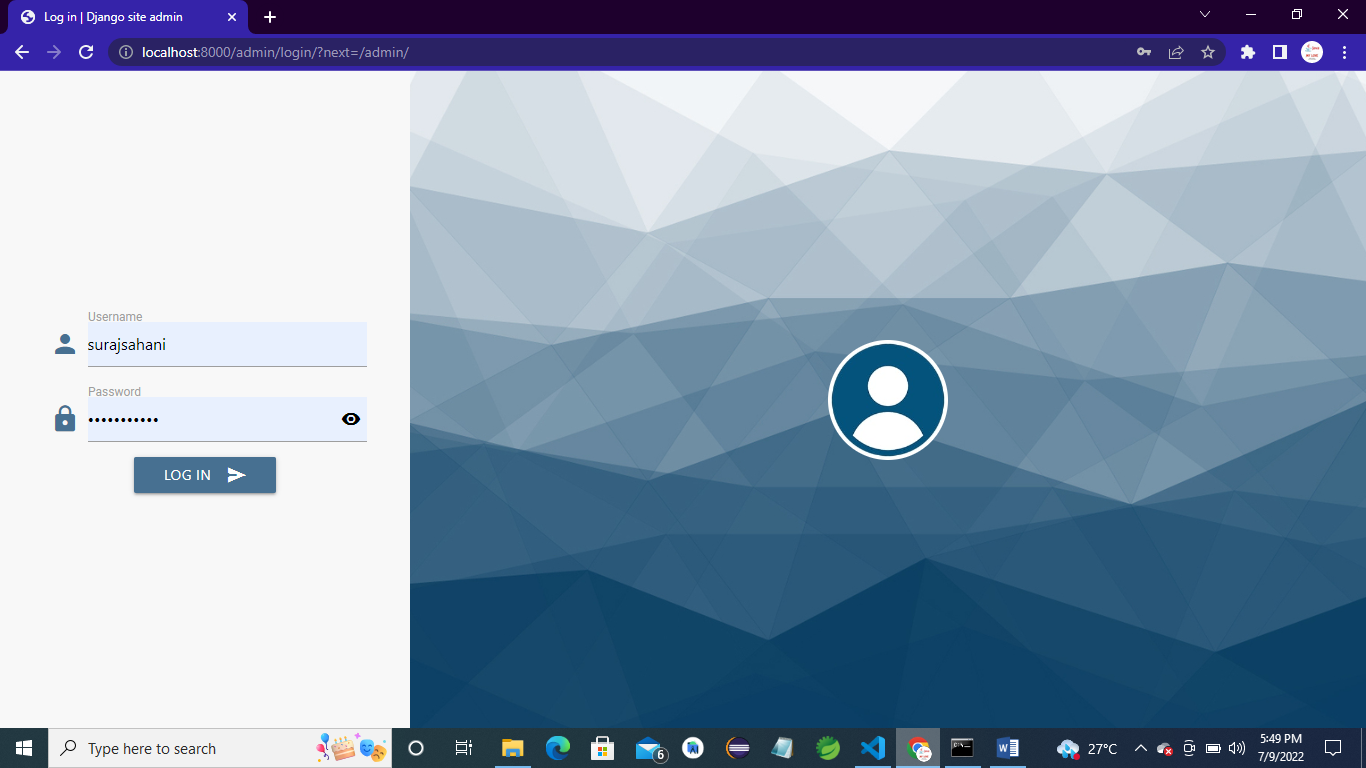 Log in | Django site admin
localhost:8000/admin/login/?next=/admin/
Username
surajsahani
Password
•••••••••••
LOG IN
Type here to search
6
27°C
5:49 PM
7/9/2022